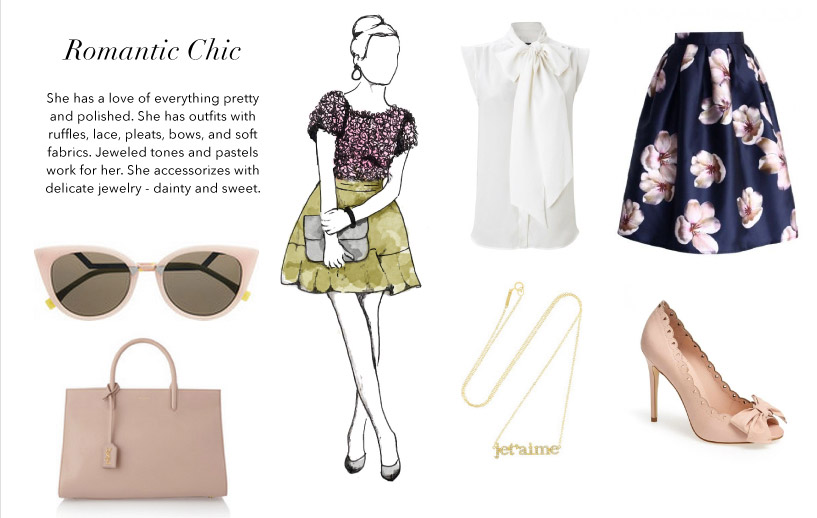 Romantic Chic
She has a love of everything pretty
and polished. She has outfits with
ruffles, lace, pleats, bows, and soft
fabrics. Jeweled tones and pastels
work for her. She accessorizes with
delicate jewelry - dainty and sweet.
jet'aime